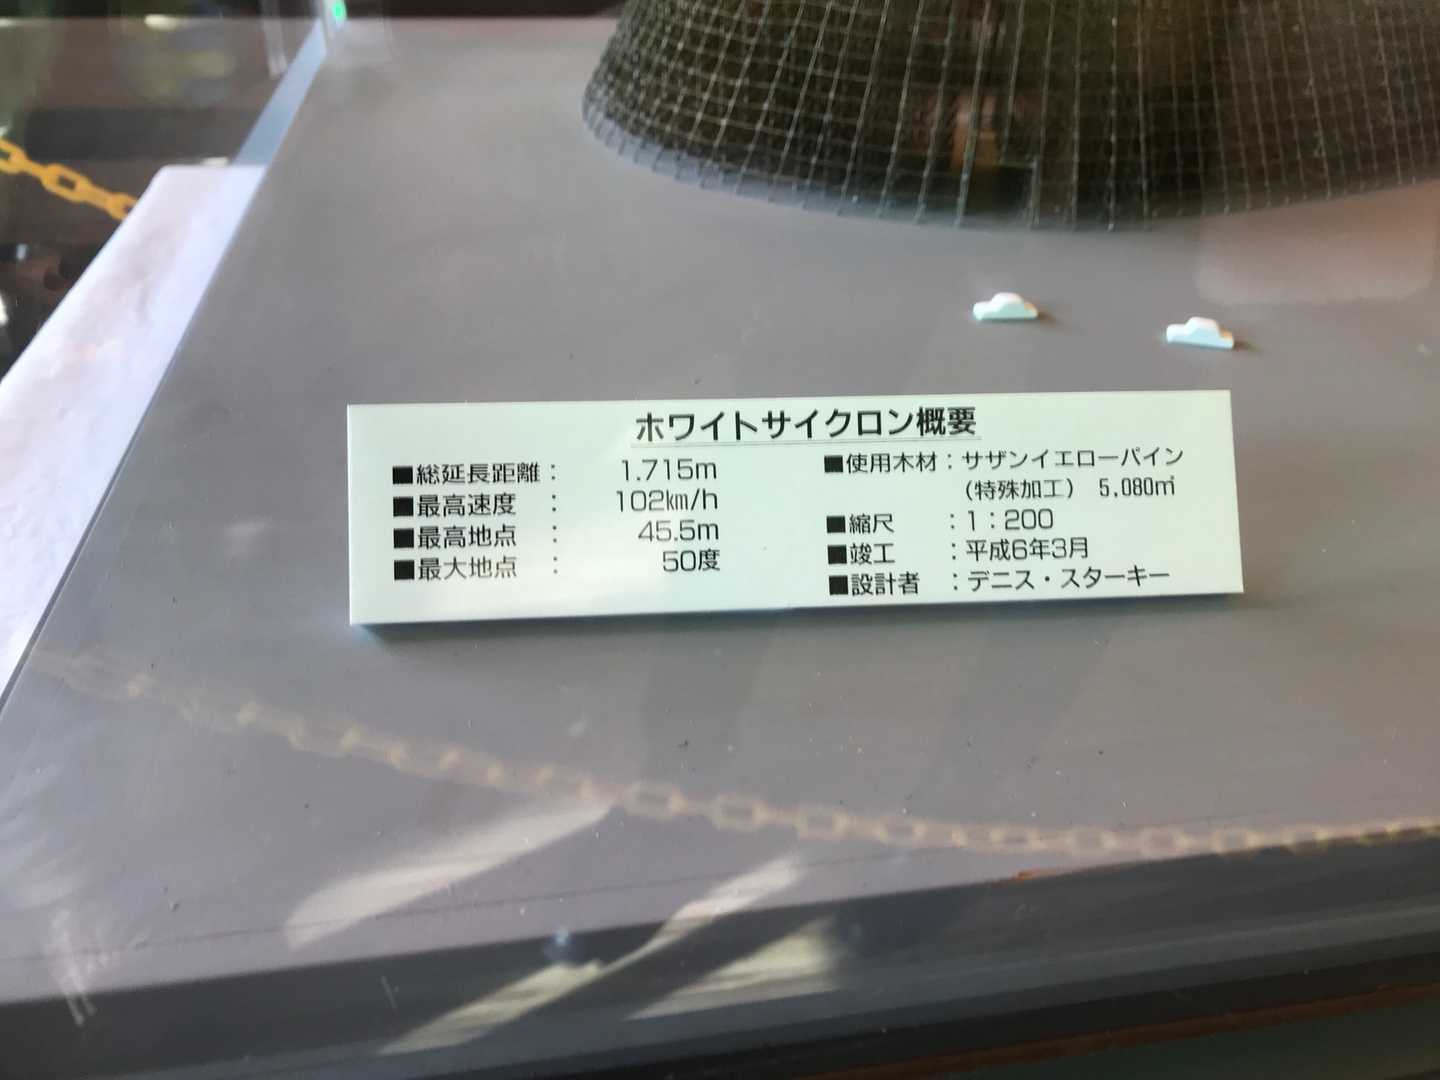 ホワイトサイクロン概要
■総延長距離： 1.715m
■最高速度 ： 102㎞/h
■最高地点 ： 45.5m
■最大地点 ： 50度
■使用木材：サザンイエローパイン
（特殊加工） 5,080㎥
■縮尺 ：1：200
■竣工 ：平成6年3月
■設計者 ：デニス・スターキー